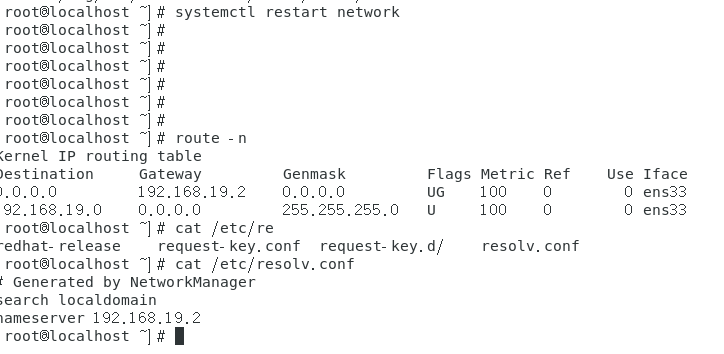 root@localhost ~]# systemctl restart network
root@localhost ~]#
root@localhost ~]#
root@localhost ~]#
root@localhost ~]#
root@localhost ~]#
root@localhost ~]#
root@localhost ~]# route -n
Kernel IP routing table
Destination Gateway Genmask Flags Metric Ref Use Iface
0.0.0.0 192.168.19.2 0.0.0.0 UG 100 0 0 ens33
192.168.19.0 0.0.0.0 255.255.255.0 U 100 0 0 ens33
root@localhost ~]# cat /etc/re
redhat-release request-key.conf request-key.d/ resolv.conf
root@localhost ~]# cat /etc/resolv.conf
# Generated by NetworkManager
search localdomain
nameserver 192.168.19.2
root@localhost ~]#